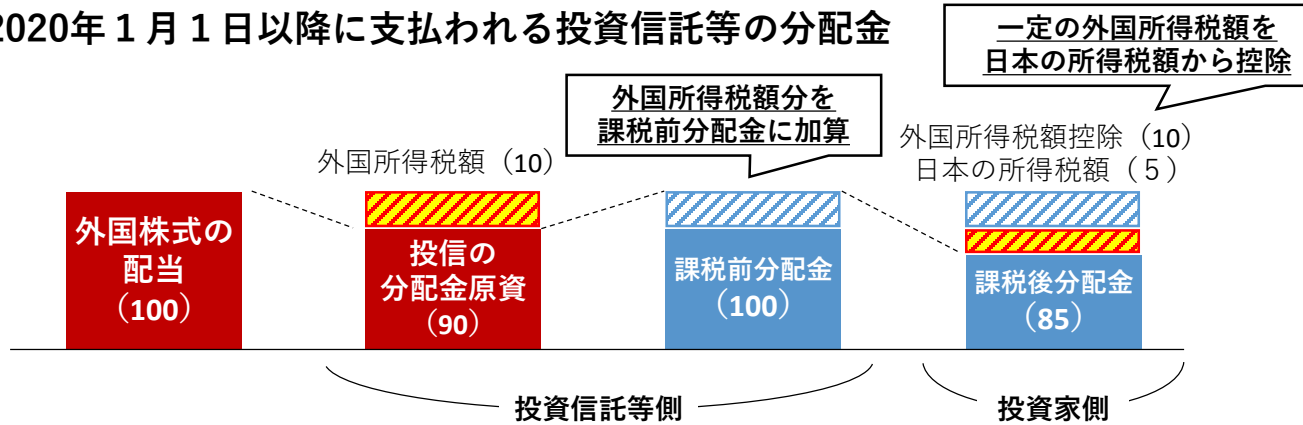 2020年１月１日以降に支払われる投資信託等の分配金
一定の外国所得税額を
日本の所得税額から控除
外国所得税額分を
課税前分配金に加算
外国所得税額（10）
外国所得税額控除（10）
日本の所得税額（５）
外国株式の
配当
（100）
投信の
分配金原資
（90）
課税前分配金
（100）
課税後分配金
（85）
投資信託等側
投資家側